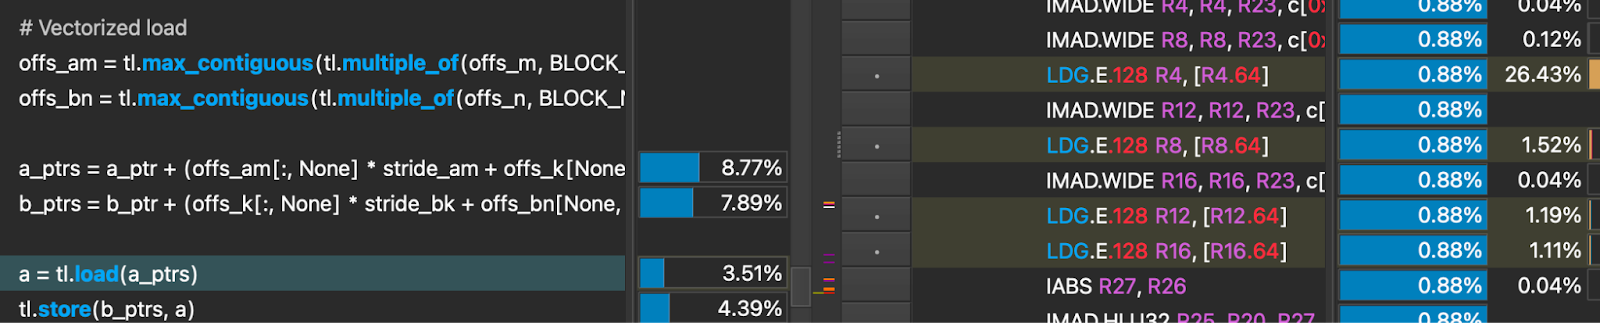 # Vectorized load
offs_am = tl.max_contiguous(tl.multiple_of(offs_m, BLOCK_
offs_bn = tl.max_contiguous(tl.multiple_of(offs_n, BLOCK_
a_ptrs = a_ptr + (offs_am[:, None] * stride_am + offs_k[None 8.77%
b_ptrs = b_ptr + (offs_k[:, None] * stride_bk + offs_bn[None, 7.89%
a = tl.load(a_ptrs) 3.51%
tl.store(b_ptrs, a) 4.39%
IMAD.WIDE R4, R4, R23, c[0x 0.88% 0.04%
IMAD.WIDE R8, R8, R23, c[0x 0.88% 0.12%
LDG.E.128 R4, [R4.64] 0.88% 26.43%
IMAD.WIDE R12, R12, R23, c[ 0.88%
LDG.E.128 R8, [R8.64] 0.88% 1.52%
IMAD.WIDE R16, R16, R23, c[ 0.88% 0.04%
LDG.E.128 R12, [R12.64] 0.88% 1.19%
LDG.E.128 R16, [R16.64] 0.88% 1.11%
IABS R27, R26 0.88% 0.04%
R25, R20, R27 0.88%